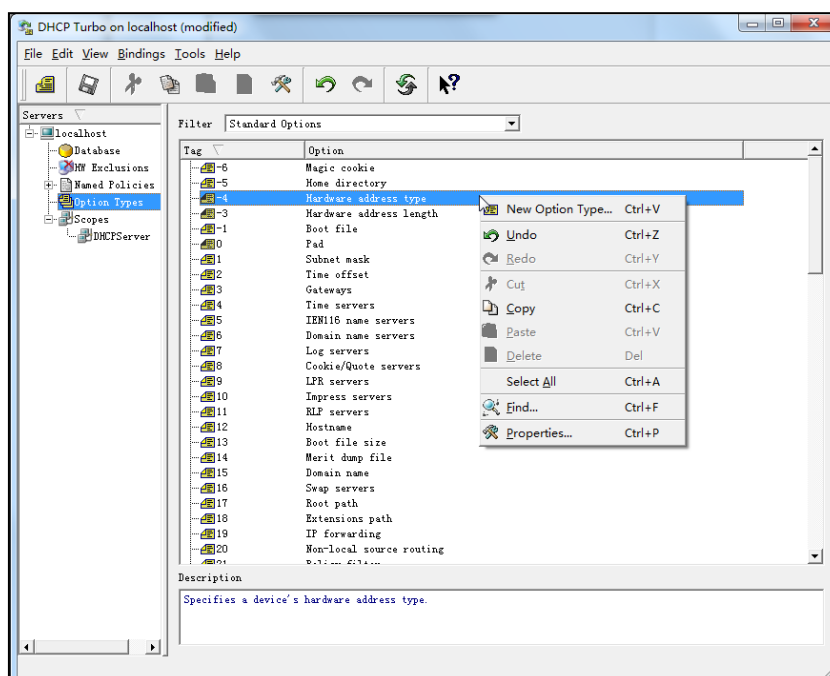 DHCP Turbo on localhost (modified)
File Edit View Bindings Tools Help
Servers
localhost
Database
HW Exclusions
Named Policies
Option Types
Scopes
DHCPServer
Filter Standard Options
Tag Option
-6 Magic cookie
-5 Home directory
-4 Hardware address type
-3 Hardware address length
-1 Boot file
0 Pad
1 Subnet mask
2 Time offset
3 Gateways
4 Time servers
5 IEN116 name servers
6 Domain name servers
7 Log servers
8 Cookie/Quote servers
9 LPR servers
10 Impress servers
11 RLP servers
12 Hostname
13 Boot file size
14 Merit dump file
15 Domain name
16 Swap servers
17 Root path
18 Extensions path
19 IP forwarding
20 Non-local source routing
21 Policy filter
New Option Type... Ctrl+V
Undo Ctrl+Z
Redo Ctrl+Y
Cut Ctrl+X
Copy Ctrl+C
Paste Ctrl+V
Delete Del
Select All Ctrl+A
Find... Ctrl+F
Properties... Ctrl+P
Description
Specifies a device's hardware address type.